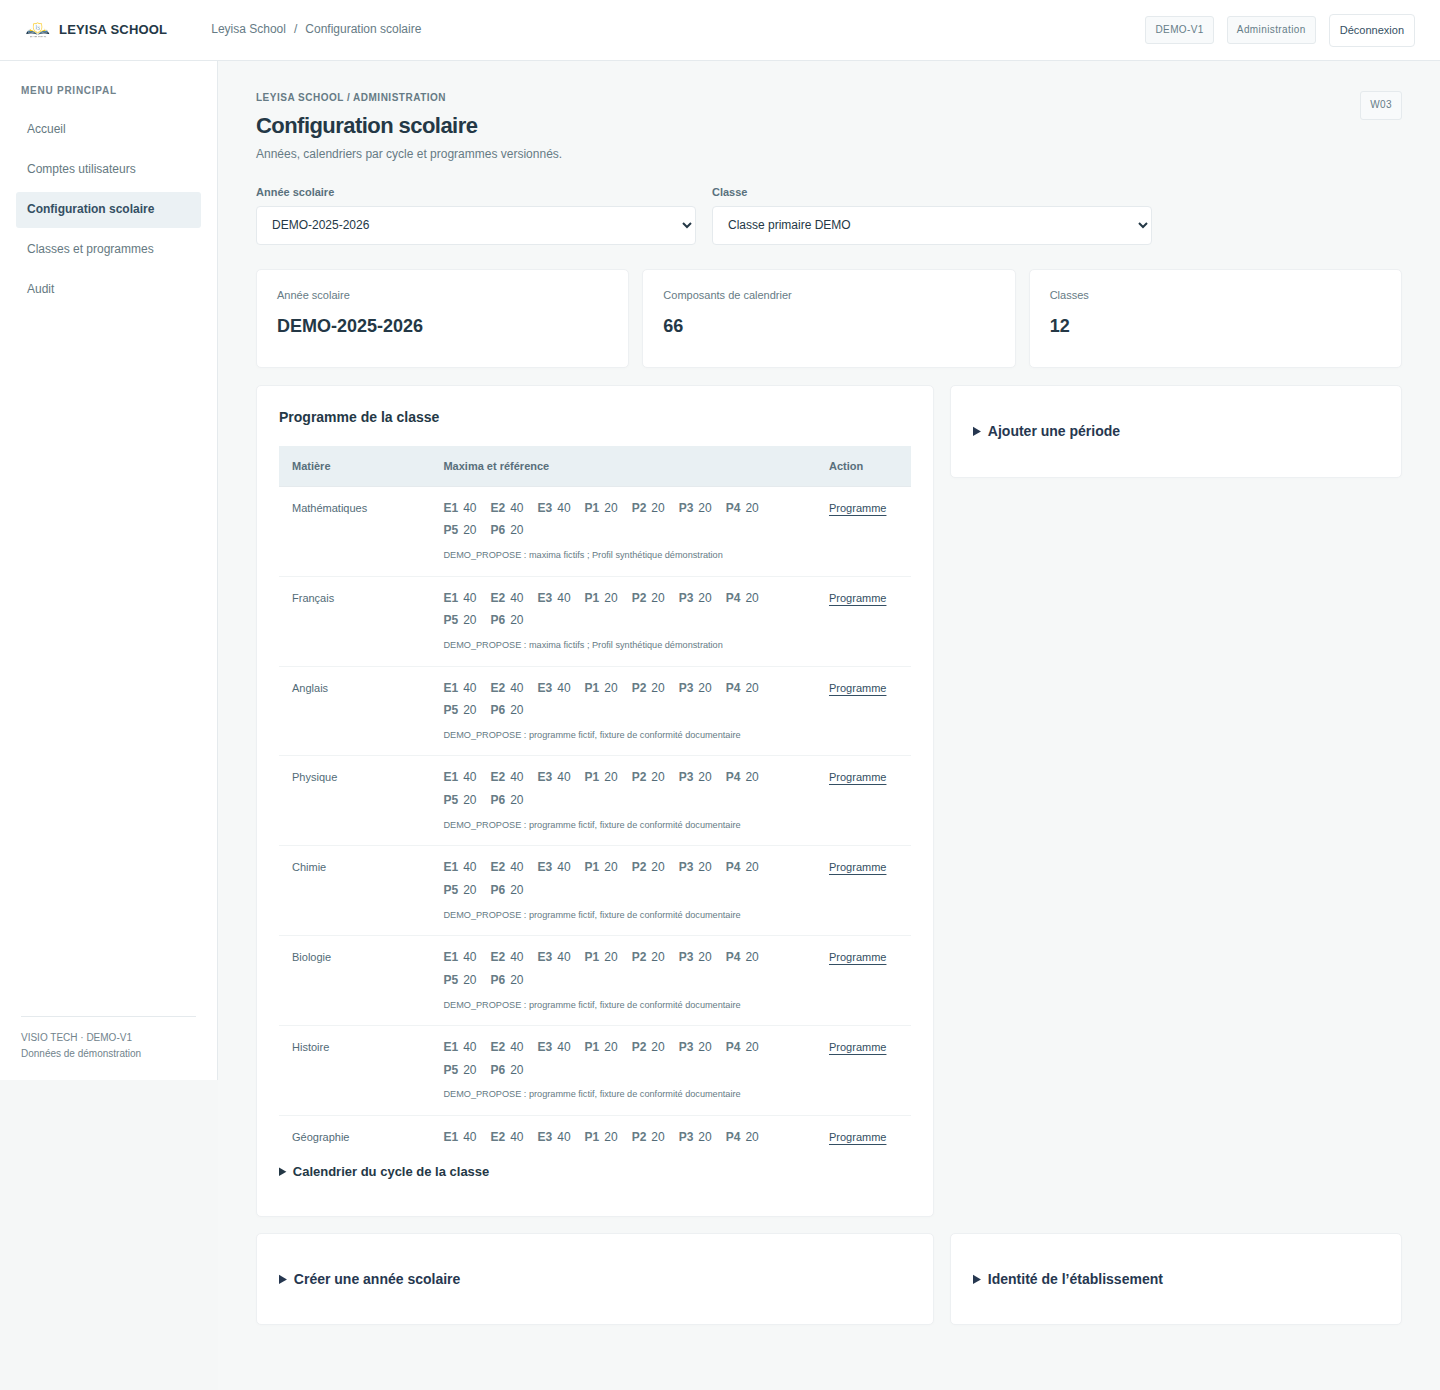 LEYISA SCHOOL
Leyisa School / Configuration scolaire
DEMO-V1
Administration
Déconnexion
MENU PRINCIPAL
Accueil
Comptes utilisateurs
Configuration scolaire
Classes et programmes
Audit
VISIO TECH · DEMO-V1
Données de démonstration
LEYISA SCHOOL / ADMINISTRATION
W03
Configuration scolaire
Années, calendriers par cycle et programmes versionnés.
Année scolaire
DEMO-2025-2026
Classe
Classe primaire DEMO
Année scolaire
DEMO-2025-2026
Composants de calendrier
66
Classes
12
Programme de la classe
Matière Maxima et référence Action
Mathématiques E1 40 E2 40 E3 40 P1 20 P2 20 P3 20 P4 20 Programme
P5 20 P6 20
DEMO_PROPOSE : maxima fictifs ; Profil synthétique démonstration
Français E1 40 E2 40 E3 40 P1 20 P2 20 P3 20 P4 20 Programme
P5 20 P6 20
DEMO_PROPOSE : maxima fictifs ; Profil synthétique démonstration
Anglais E1 40 E2 40 E3 40 P1 20 P2 20 P3 20 P4 20 Programme
P5 20 P6 20
DEMO_PROPOSE : programme fictif, fixture de conformité documentaire
Physique E1 40 E2 40 E3 40 P1 20 P2 20 P3 20 P4 20 Programme
P5 20 P6 20
DEMO_PROPOSE : programme fictif, fixture de conformité documentaire
Chimie E1 40 E2 40 E3 40 P1 20 P2 20 P3 20 P4 20 Programme
P5 20 P6 20
DEMO_PROPOSE : programme fictif, fixture de conformité documentaire
Biologie E1 40 E2 40 E3 40 P1 20 P2 20 P3 20 P4 20 Programme
P5 20 P6 20
DEMO_PROPOSE : programme fictif, fixture de conformité documentaire
Histoire E1 40 E2 40 E3 40 P1 20 P2 20 P3 20 P4 20 Programme
P5 20 P6 20
DEMO_PROPOSE : programme fictif, fixture de conformité documentaire
Géographie E1 40 E2 40 E3 40 P1 20 P2 20 P3 20 P4 20 Programme
Calendrier du cycle de la classe
Ajouter une période
Créer une année scolaire
Identité de l’établissement